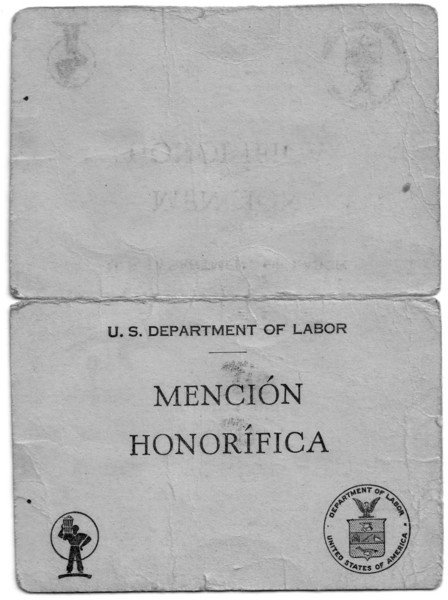 U. S. DEPARTMENT OF LABOR
MENCIÓN
HONORÍFICA
DEPARTMENT OF LABOR
UNITED STATES OF AMERICA